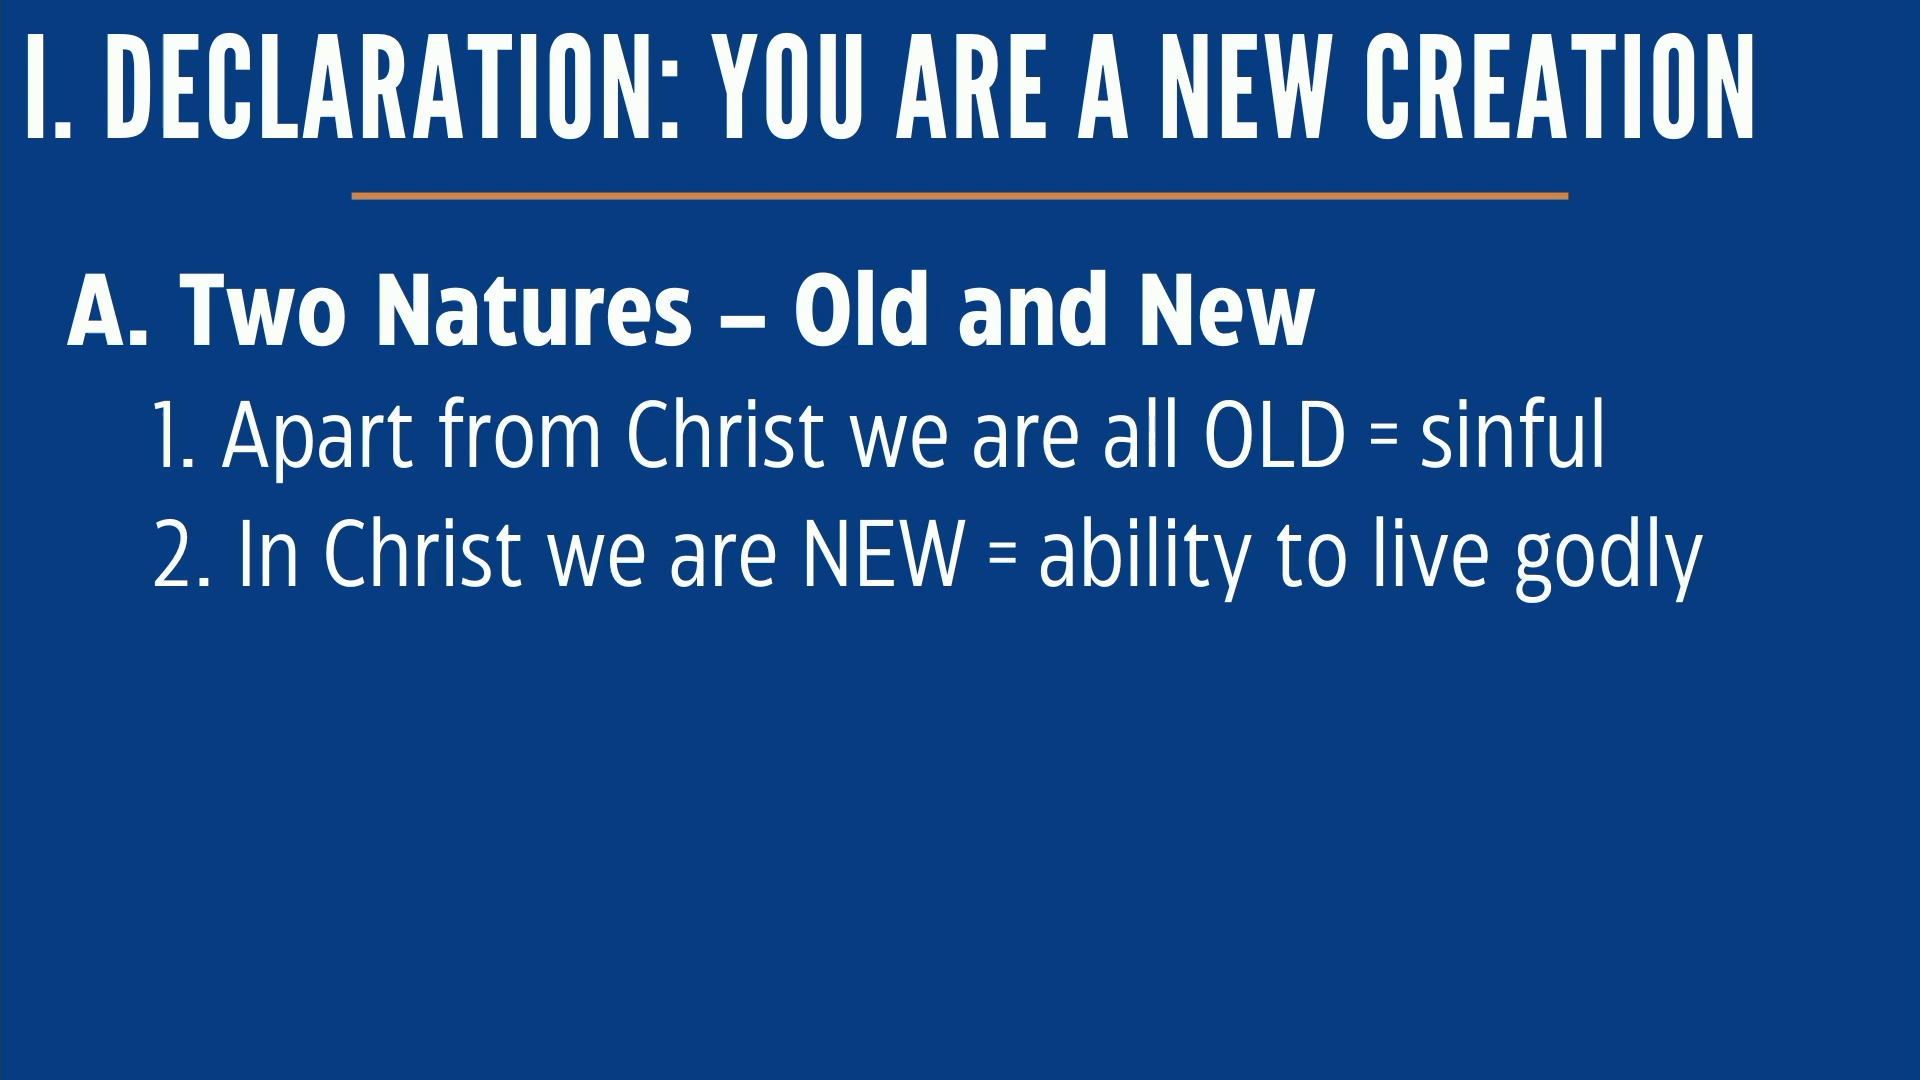 I. DECLARATION: YOU ARE A NEW CREATION
A. Two Natures – Old and New
1. Apart from Christ we are all OLD = sinful
2. In Christ we are NEW = ability to live godly